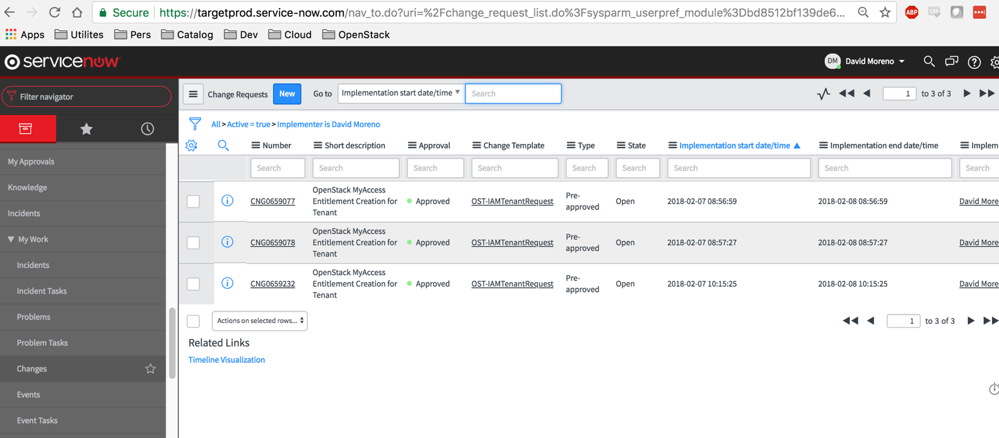 Secure https://targetprod.service-now.com/nav_to.do?uri=%2Fchange_request_list.do%3Fsysparm_userpref_module%3Dbd8512bf139de6...
ABP CSS
Apps Utilites Pers Catalog Dev Cloud OpenStack
servicenow DM David Moreno
Filter navigator
Change Requests New Go to Implementation start date/time Search 1 to 3 of 3
All > Active = true > Implementer is David Moreno
Number Short description Approval Change Template Type State Implementation start date/time Implementation end date/time Implem
Search Search Search Search Search Search Search Search Search
CNG0659077 OpenStack MyAccess Entitlement Creation for Tenant Approved OST-IAMTenantRequest Pre-approved Open 2018-02-07 08:56:59 2018-02-08 08:56:59 David More
CNG0659078 OpenStack MyAccess Entitlement Creation for Tenant Approved OST-IAMTenantRequest Pre-approved Open 2018-02-07 08:57:27 2018-02-08 08:57:27 David More
CNG0659232 OpenStack MyAccess Entitlement Creation for Tenant Approved OST-IAMTenantRequest Pre-approved Open 2018-02-07 10:15:25 2018-02-08 10:15:25 David More
Actions on selected rows... 1 to 3 of 3
Related Links
Timeline Visualization
My Approvals
Knowledge
Incidents
My Work
Incidents
Incident Tasks
Problems
Problem Tasks
Changes
Events
Event Tasks